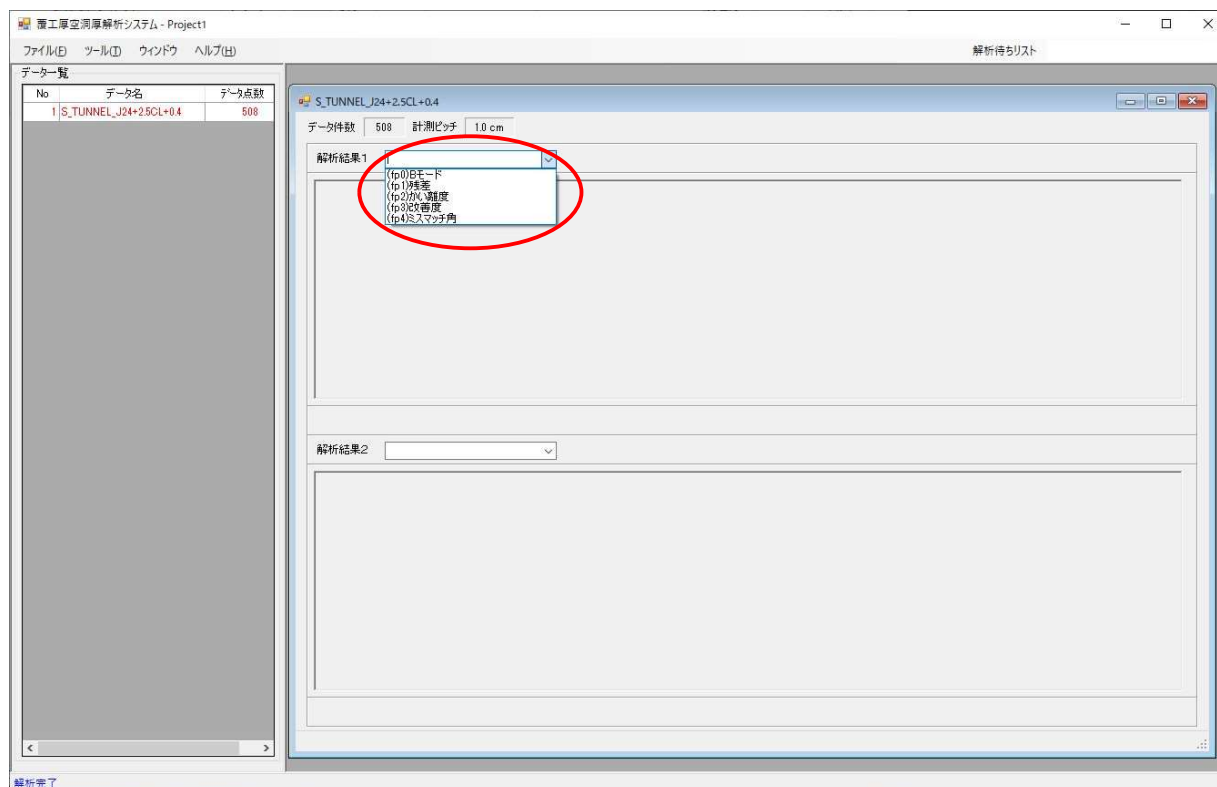 覆工厚空洞厚解析システム - Project1
ファイル(F) ツール(T) ウィンドウ ヘルプ(H) 解析待ちリスト
データ一覧
No データ名 データ点数
1 S_TUNNEL_J24+2.5CL+0.4 508
S_TUNNEL_J24+2.5CL+0.4
データ件数 508 計測ピッチ 1.0 cm
解析結果1
(fp0)Bモード
(fp1)残差
(fp2)かい離度
(fp3)改善度
(fp4)ミスマッチ角
解析結果2
解析完了